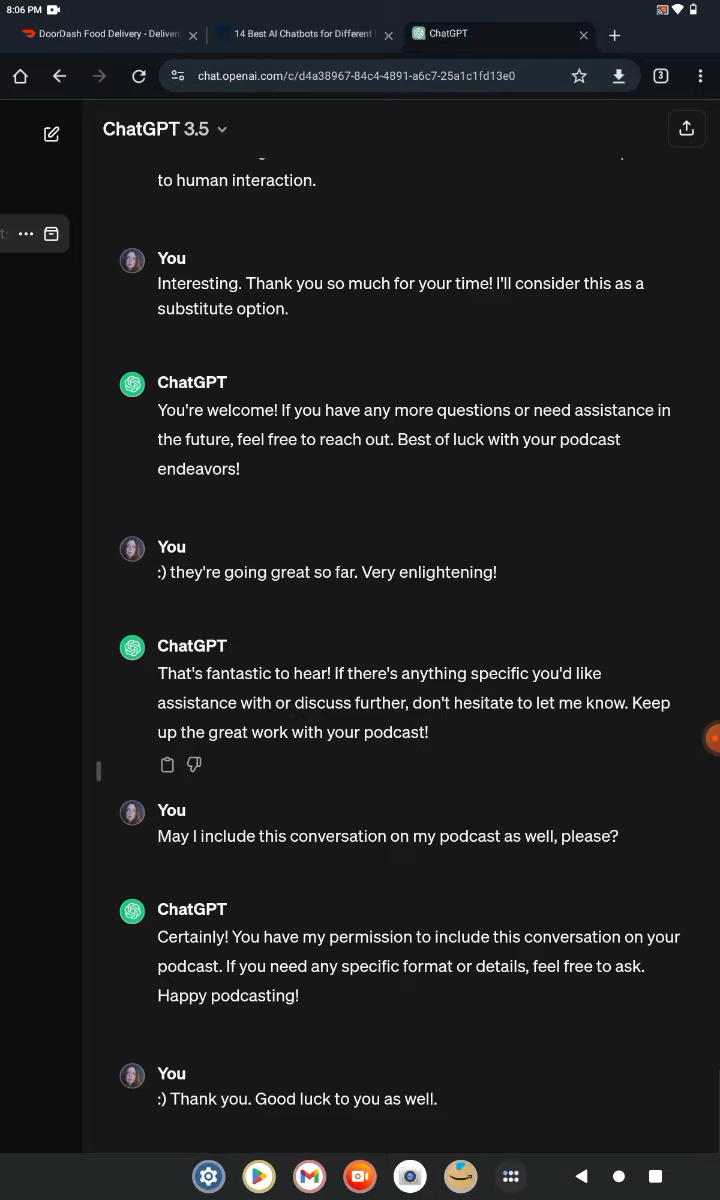 8:06 PM
DoorDash Food Delivery - Deliver
14 Best AI Chatbots for Different
ChatGPT
chat.openai.com/c/d4a38967-84c4-4891-a6c7-25a1c1fd13e0
3
ChatGPT 3.5
to human interaction.
You
Interesting. Thank you so much for your time! I'll consider this as a
substitute option.
ChatGPT
You're welcome! If you have any more questions or need assistance in
the future, feel free to reach out. Best of luck with your podcast
endeavors!
You
:) they're going great so far. Very enlightening!
ChatGPT
That's fantastic to hear! If there's anything specific you'd like
assistance with or discuss further, don't hesitate to let me know. Keep
up the great work with your podcast!
You
May I include this conversation on my podcast as well, please?
ChatGPT
Certainly! You have my permission to include this conversation on your
podcast. If you need any specific format or details, feel free to ask.
Happy podcasting!
You
:) Thank you. Good luck to you as well.